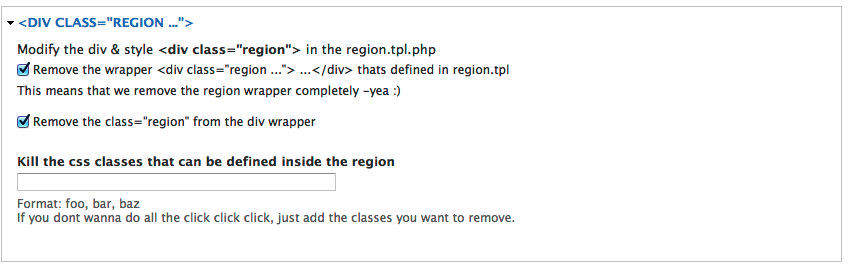 <DIV CLASS="REGION ...">
Modify the div & style <div class="region"> in the region.tpl.php
Remove the wrapper <div class="region ..."> ...</div> thats defined in region.tpl
This means that we remove the region wrapper completely -yea :)
Remove the class="region" from the div wrapper
Kill the css classes that can be defined inside the region
Format: foo, bar, baz
If you dont wanna do all the click click click, just add the classes you want to remove.